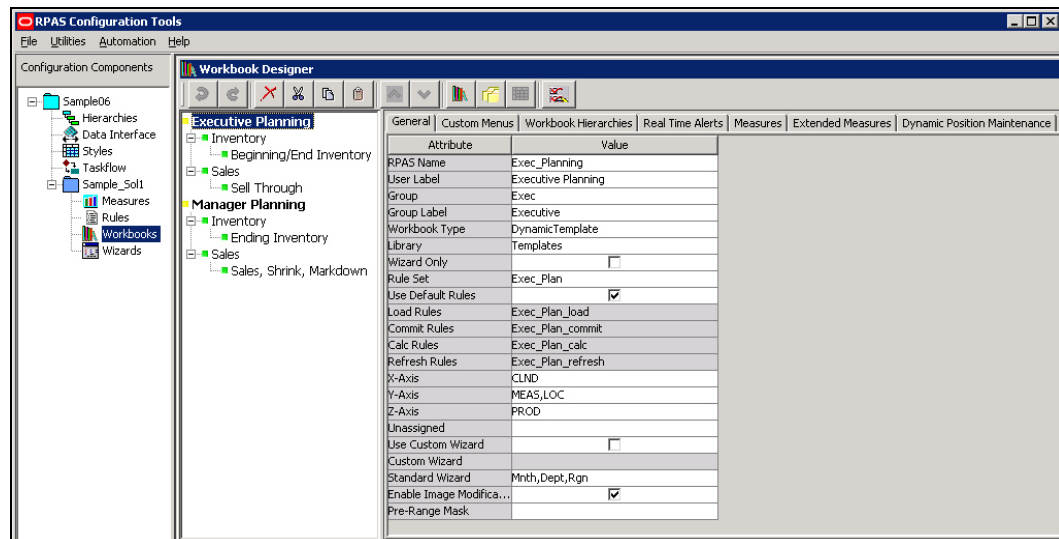 RPAS Configuration Tools
File Utilities Automation Help
Configuration Components
Sample06
Hierarchies
Data Interface
Styles
Taskflow
Sample_Sol1
Measures
Rules
Workbooks
Wizards
Workbook Designer
Executive Planning
Inventory
Beginning/End Inventory
Sales
Sell Through
Manager Planning
Inventory
Ending Inventory
Sales
Sales, Shrink, Markdown
General Custom Menus Workbook Hierarchies Real Time Alerts Measures Extended Measures Dynamic Position Maintenance
Attribute Value
RPAS Name Exec_Planning
User Label Executive Planning
Group Exec
Group Label Executive
Workbook Type DynamicTemplate
Library Templates
Wizard Only
Rule Set Exec_Plan
Use Default Rules
Load Rules Exec_Plan_load
Commit Rules Exec_Plan_commit
Calc Rules Exec_Plan_calc
Refresh Rules Exec_Plan_refresh
X-Axis CLND
Y-Axis MEAS,LOC
Z-Axis PROD
Unassigned
Use Custom Wizard
Custom Wizard
Standard Wizard Mnth,Dept,Rgn
Enable Image Modifica...
Pre-Range Mask